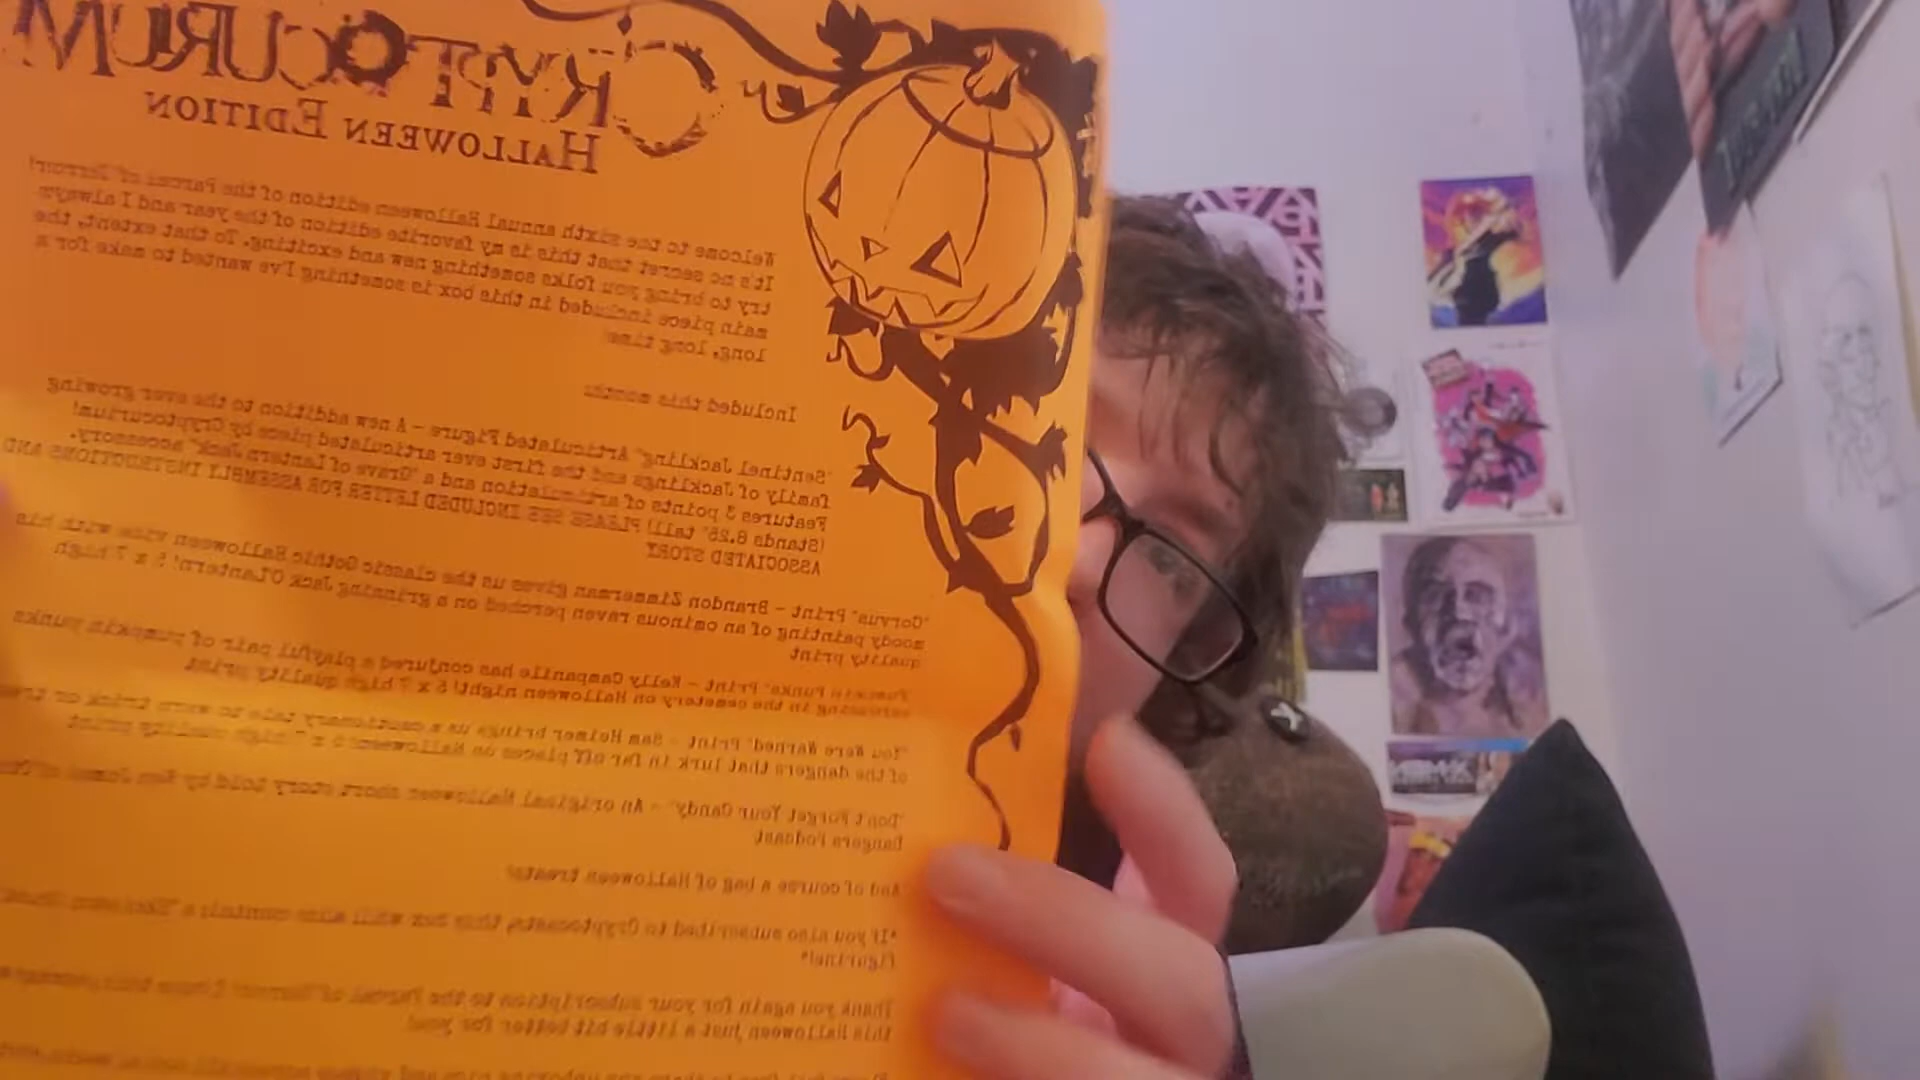 CRYPTOCURIUM
HALLOWEEN EDITION
Welcome to the sixth annual Halloween edition of the Parcel of Terror!
It's no secret that this is my favorite edition of the year and I always
try to bring you folks something new and exciting. To that extent, the
main piece included in this box is something I've wanted to make for a
long, long time!
Included this month:
"Sentinel Jackling" Articulated Figure - A new addition to the ever growing
family of Jacklings and the first ever articulated piece by Cryptocurium!
Features 3 points of articulation and a "Grave of Lantern Jack" accessory.
(Stands 8.25" tall) PLEASE SEE INCLUDED LETTER FOR ASSEMBLY INSTRUCTIONS AND
ASSOCIATED STORY
"Corvus" Print - Brandon Zimmerman gives us the classic Gothic Halloween vibe with his
moody painting of an ominous raven perched on a grinning Jack O'Lantern! 5 x 7 high
quality print
"Pumpkin Punks" Print - Kelly Campanile has conjured a playful pair of pumpkin punks
in the cemetery on Halloween night! 5 x 7 high quality print
"You Were Warned" Print - Sam Heimer brings us a cautionary tale to warn trick or
of the dangers that lurk in far off places on Halloween! 5 x 7 high quality print
"Don't Forget Your Candy" - An original Halloween short story told by
Dangers Podcast
And of course a bag of Halloween treats!
*If you also subscribed to Cryptocasts, this box will also contain a
figurine!*
Thank you again for your subscription to the Parcel of Terror!
this Halloween just a little bit better for you!